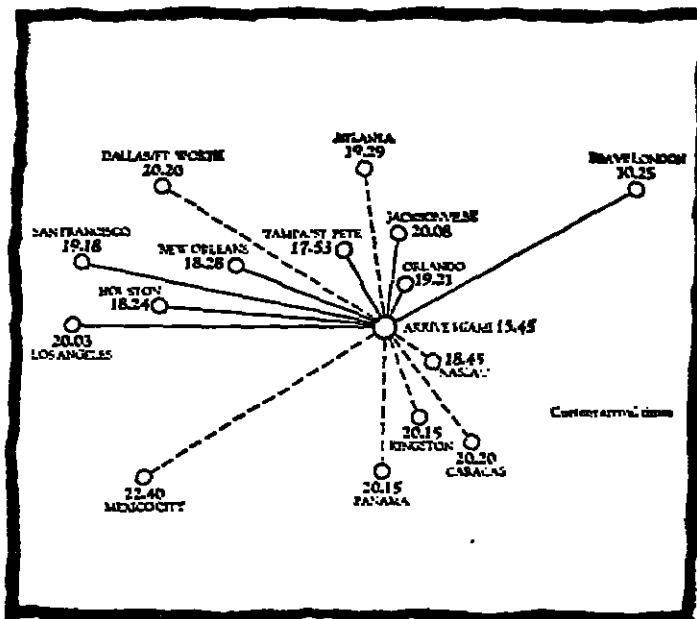 ATLANTA
19.29
DALLAS/FT WORTH
20.20
LEAVE LONDON
10.25
JACKSONVILLE
20.08
TAMPA/ST PETE
17.53
SAN FRANCISCO
19.18
NEW ORLEANS
18.28
ORLANDO
19.21
HOUSTON
18.24
ARRIVE MIAMI 15.45
20.03
LOS ANGELES
18.45
NASSAU
Current arrival times
20.15
KINGSTON
20.20
CARACAS
22.40
MEXICO CITY
20.15
PANAMA